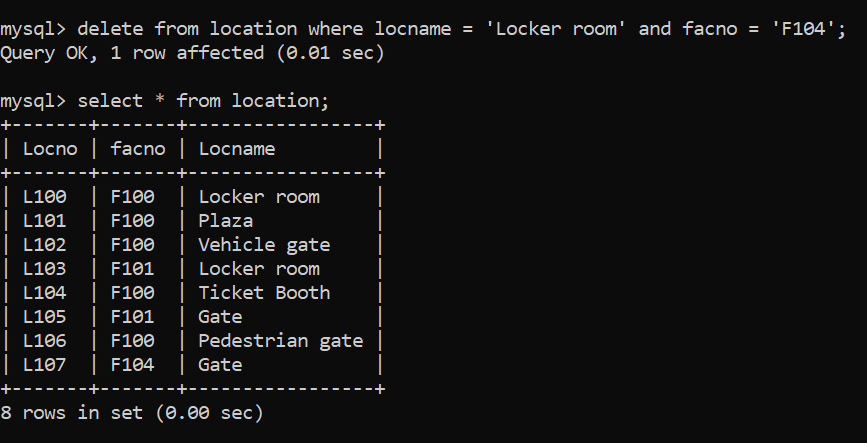 mysql> delete from location where locname = 'Locker room' and facno = 'F104';
Query OK, 1 row affected (0.01 sec)

mysql> select * from location;
+-------+-------+-----------------+
| Locno | facno | Locname         |
+-------+-------+-----------------+
| L100  | F100  | Locker room     |
| L101  | F100  | Plaza           |
| L102  | F100  | Vehicle gate    |
| L103  | F101  | Locker room     |
| L104  | F100  | Ticket Booth    |
| L105  | F101  | Gate            |
| L106  | F100  | Pedestrian gate |
| L107  | F104  | Gate            |
+-------+-------+-----------------+
8 rows in set (0.00 sec)